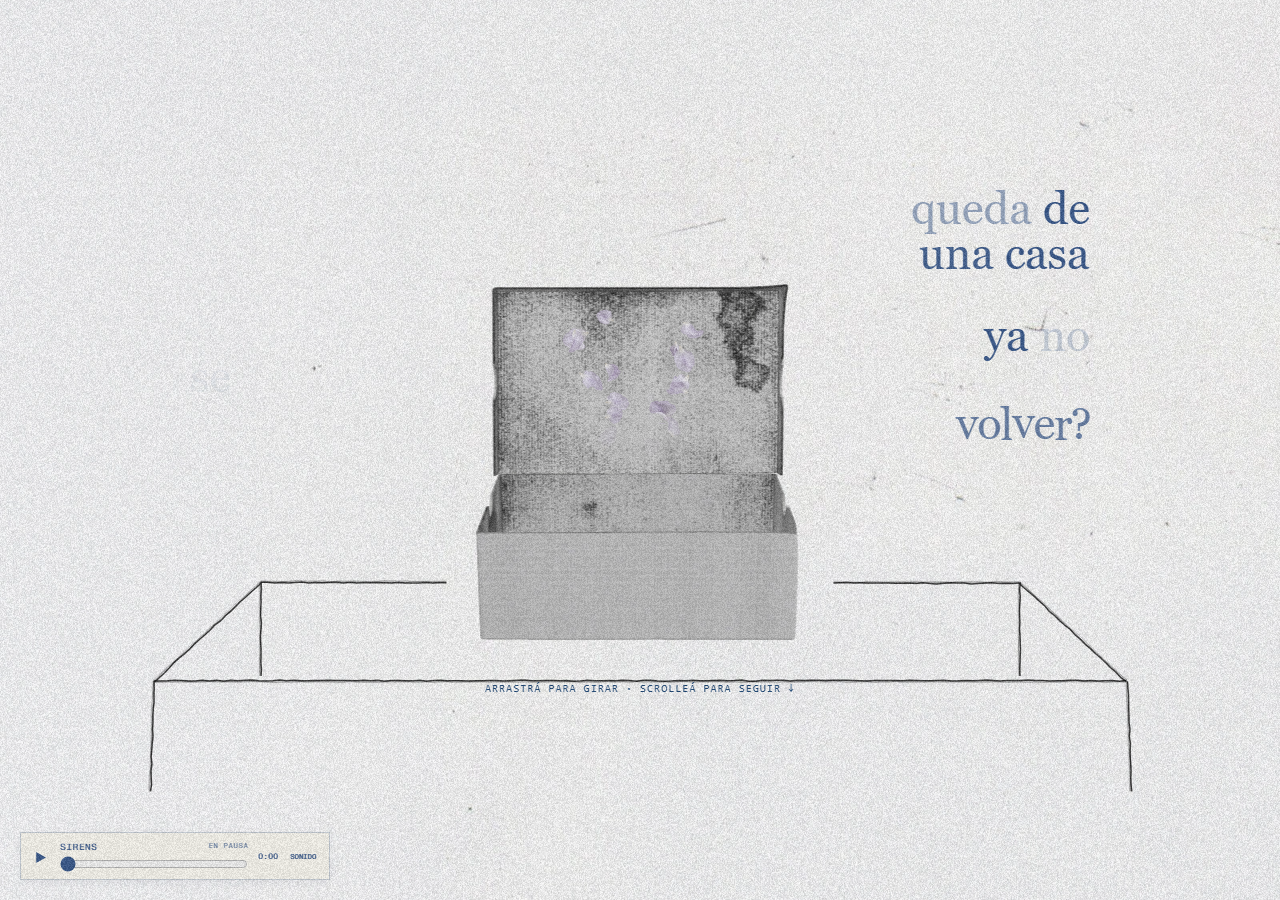 queda de
una casa
ya no
volver?
ARRASTRÁ PARA GIRAR · SCROLLEÁ PARA SEGUIR ↓
SIRENS
EN PAUSA
0:00
SONIDO